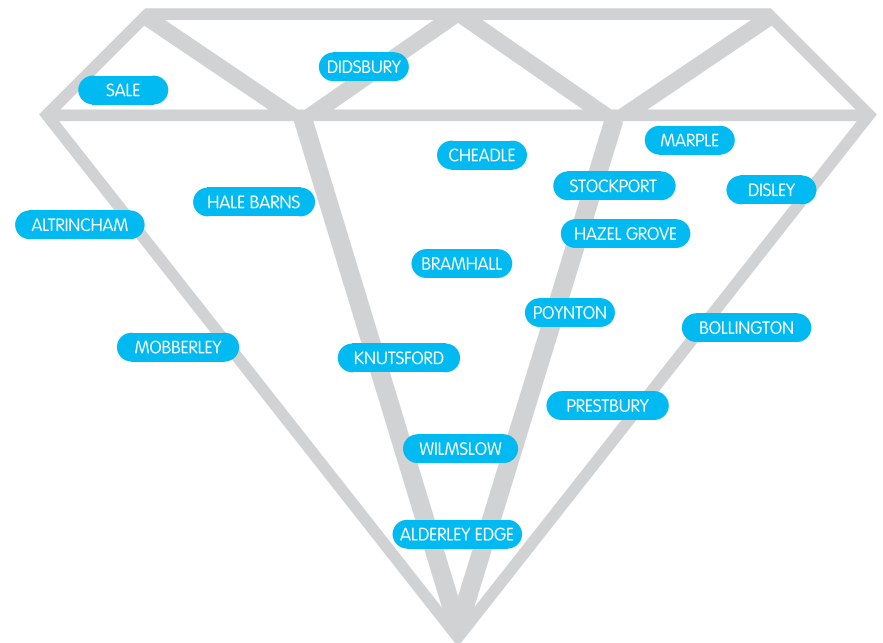 DIDSBURY
SALE
MARPLE
CHEADLE
STOCKPORT
DISLEY
HALE BARNS
ALTRINCHAM
HAZEL GROVE
BRAMHALL
POYNTON
BOLLINGTON
MOBBERLEY
KNUTSFORD
PRESTBURY
WILMSLOW
ALDERLEY EDGE